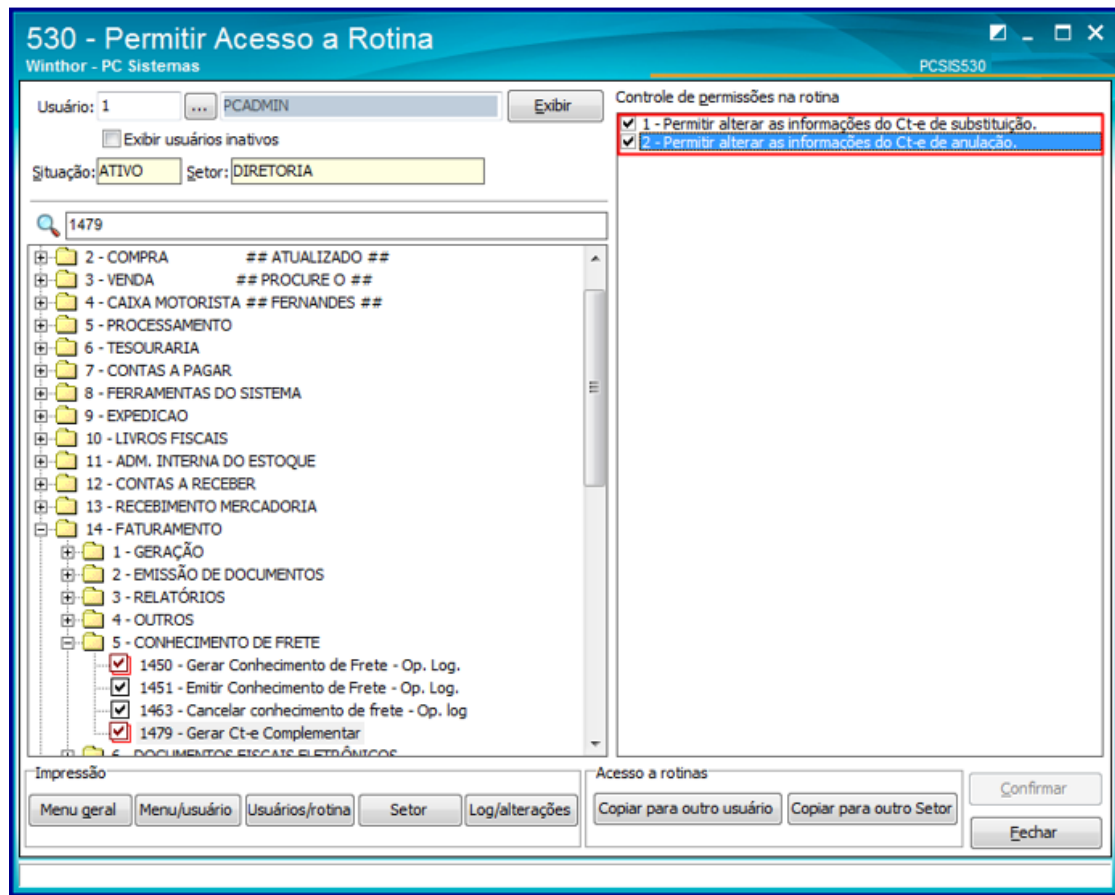 530 - Permitir Acesso a Rotina
Winthor - PC Sistemas
PCSIS530
Usuário: 1 ... PCADMIN Exibir
Exibir usuários inativos
Situação: ATIVO Setor: DIRETORIA
1479
2 - COMPRA ## ATUALIZADO ##
3 - VENDA ## PROCURE O ##
4 - CAIXA MOTORISTA ## FERNANDES ##
5 - PROCESSAMENTO
6 - TESOURARIA
7 - CONTAS A PAGAR
8 - FERRAMENTAS DO SISTEMA
9 - EXPEDICAO
10 - LIVROS FISCAIS
11 - ADM. INTERNA DO ESTOQUE
12 - CONTAS A RECEBER
13 - RECEBIMENTO MERCADORIA
14 - FATURAMENTO
1 - GERAÇÃO
2 - EMISSÃO DE DOCUMENTOS
3 - RELATÓRIOS
4 - OUTROS
5 - CONHECIMENTO DE FRETE
1450 - Gerar Conhecimento de Frete - Op. Log.
1451 - Emitir Conhecimento de Frete - Op. Log.
1463 - Cancelar conhecimento de frete - Op. log
1479 - Gerar Ct-e Complementar
6 - DOCUMENTOS FISCAIS ELETRÔNICOS
Controle de permissões na rotina
1 - Permitir alterar as informações do Ct-e de substituição.
2 - Permitir alterar as informações do Ct-e de anulação.
Impressão
Menu geral Menu/usuário Usuários/rotina Setor Log/alterações
Acesso a rotinas
Copiar para outro usuário Copiar para outro Setor
Confirmar
Fechar